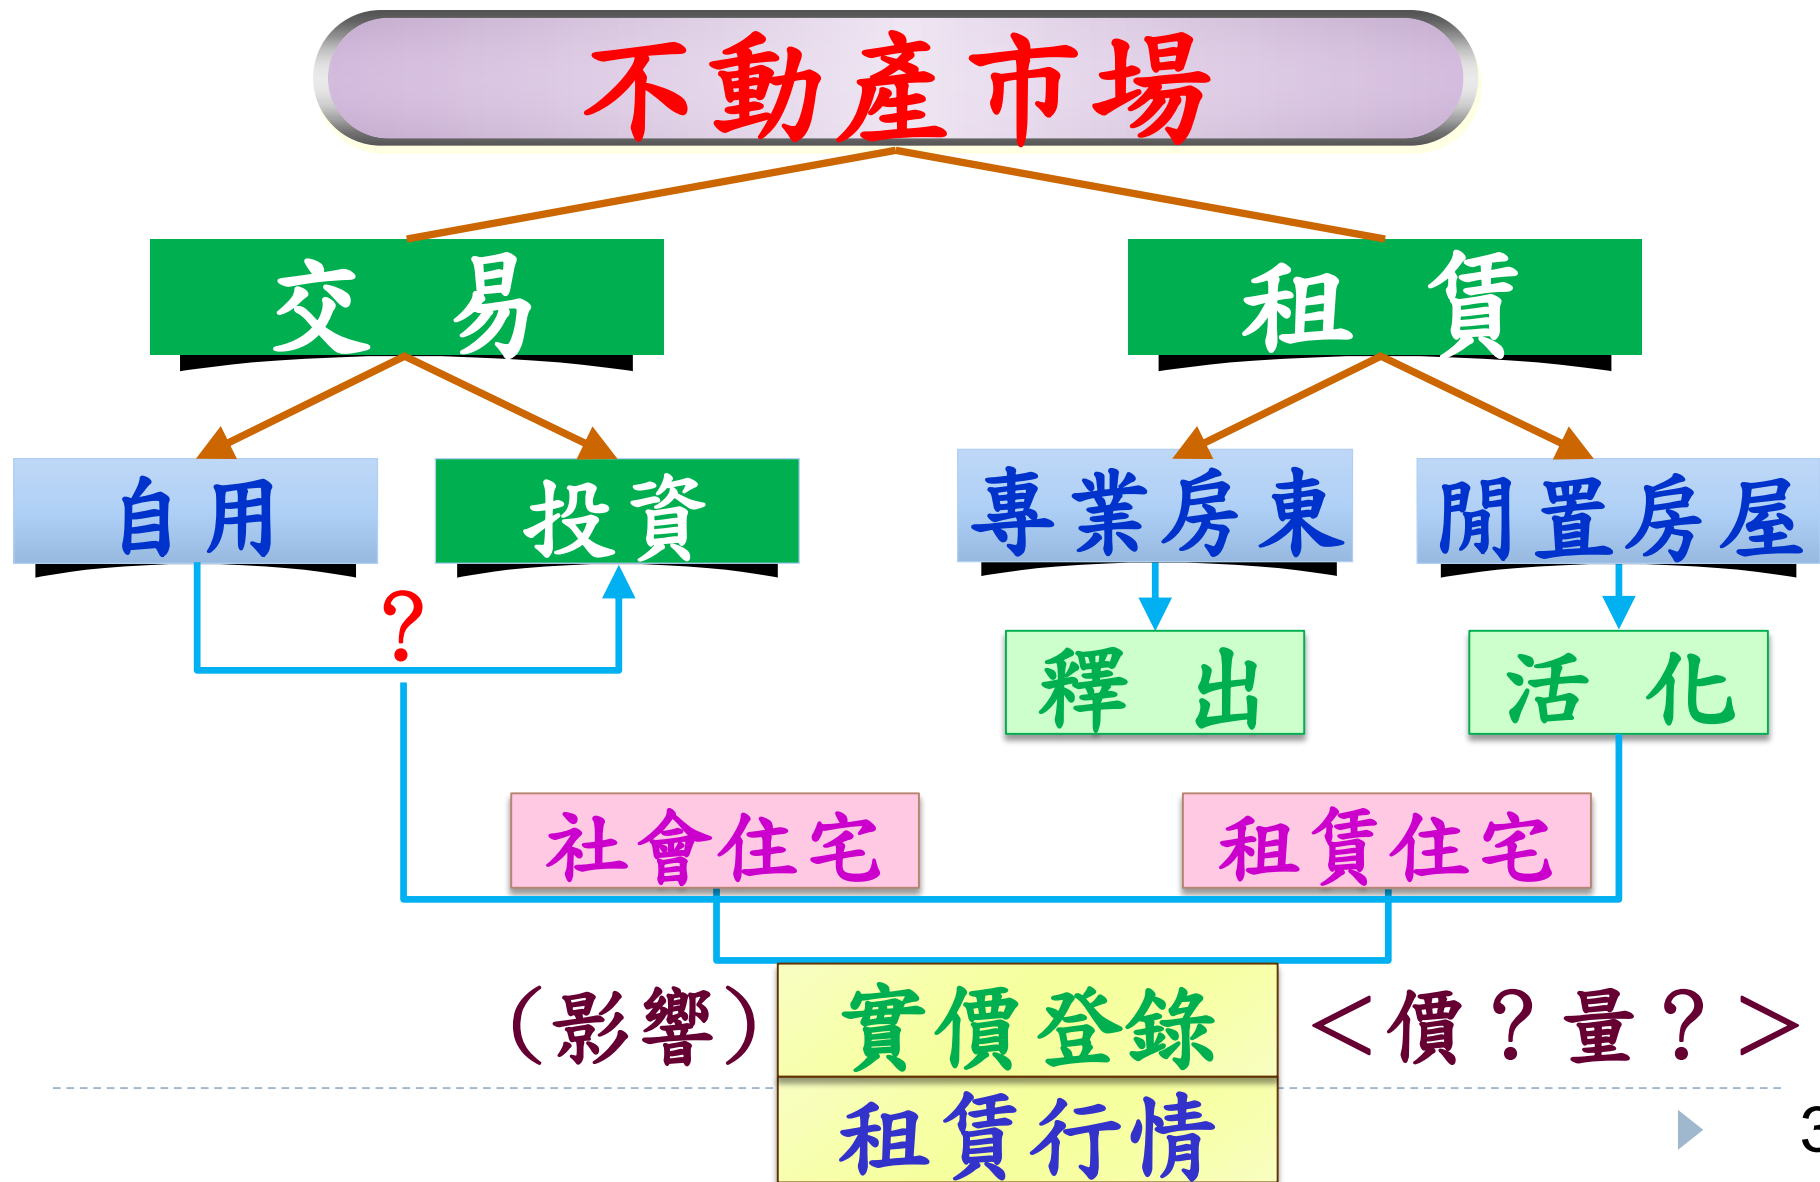 不動產市場
交易 租賃
自用 投資 專業房東 閒置房屋
？
釋出 活化
社會住宅 租賃住宅
（影響） 實價登錄 ＜價？量？＞
租賃行情
3